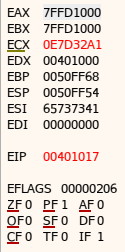 EAX 7FFD1000
EBX 7FFD1000
ECX 0E7D32A1
EDX 00401000
EBP 0050FF68
ESP 0050FF54
ESI 65737341
EDI 00000000
EIP 00401017
EFLAGS 00000206
ZF 0 PF 1 AF 0
OF 0 SF 0 DF 0
CF 0 TF 0 IF 1